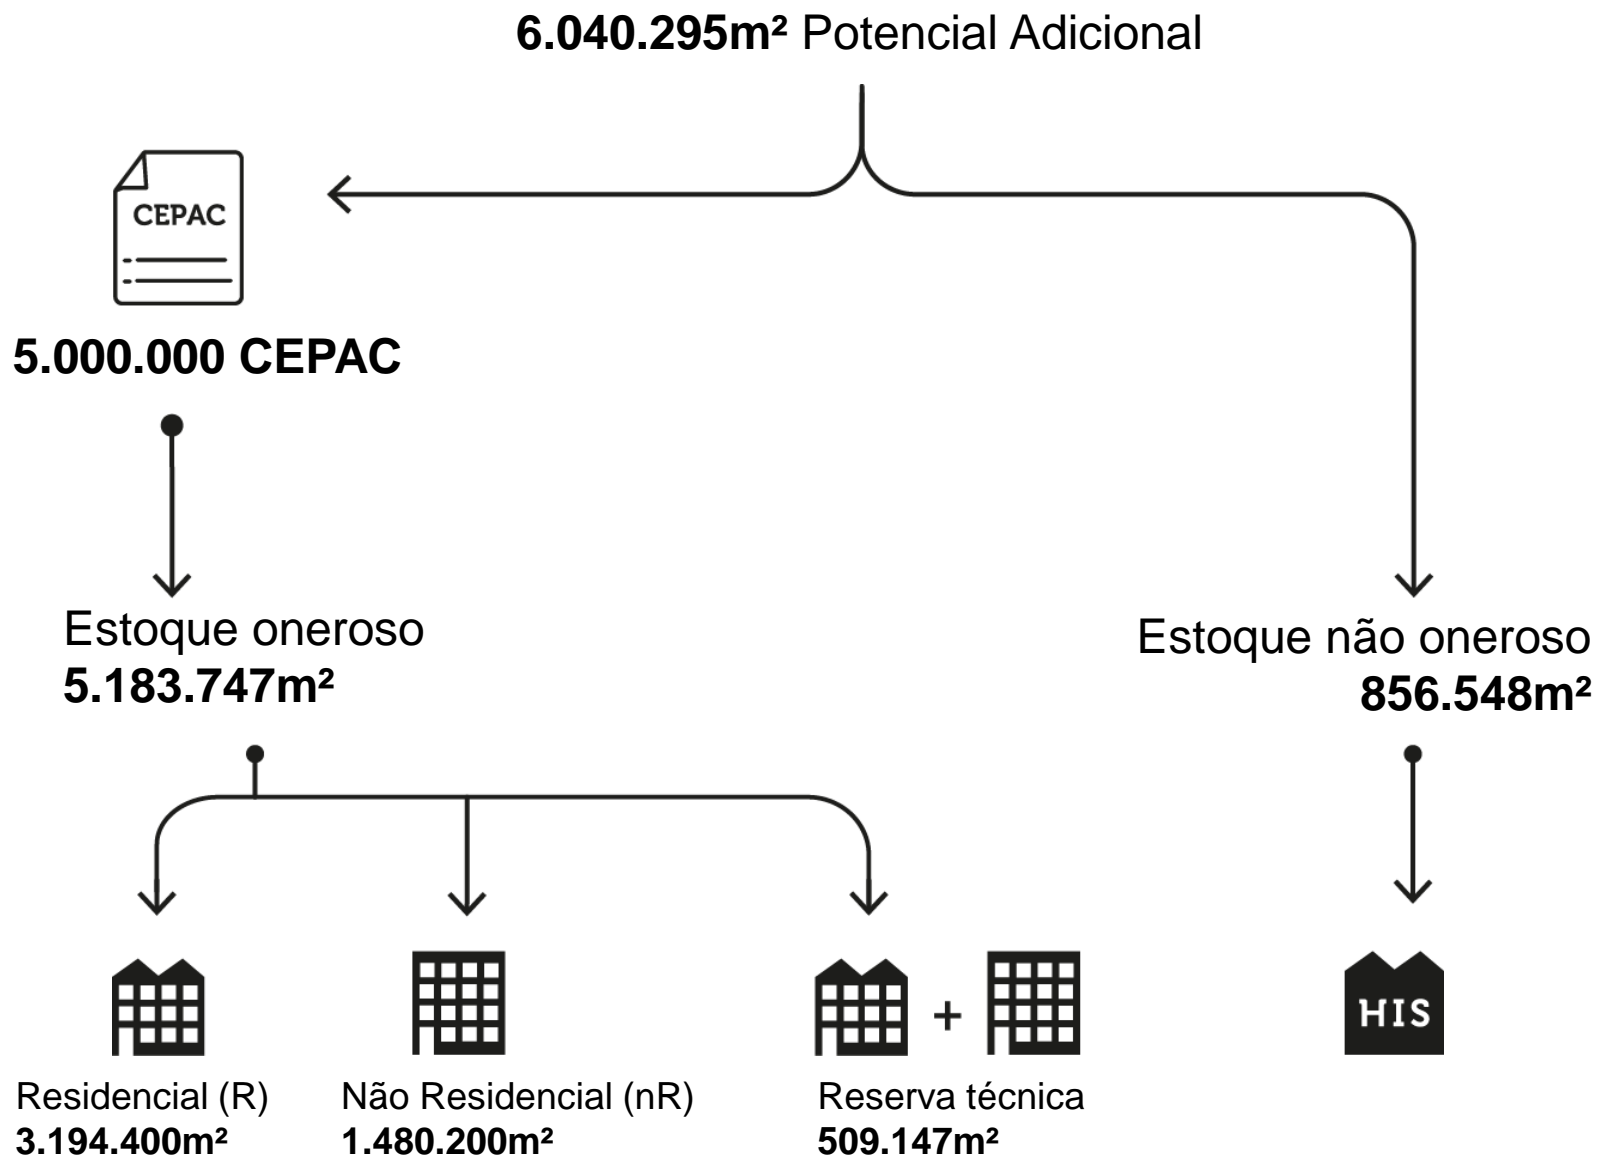 6.040.295m² Potencial Adicional
CEPAC
5.000.000 CEPAC
Estoque oneroso
5.183.747m²
Estoque não oneroso
856.548m²
+
HIS
Residencial (R)
3.194.400m²
Não Residencial (nR)
1.480.200m²
Reserva técnica
509.147m²